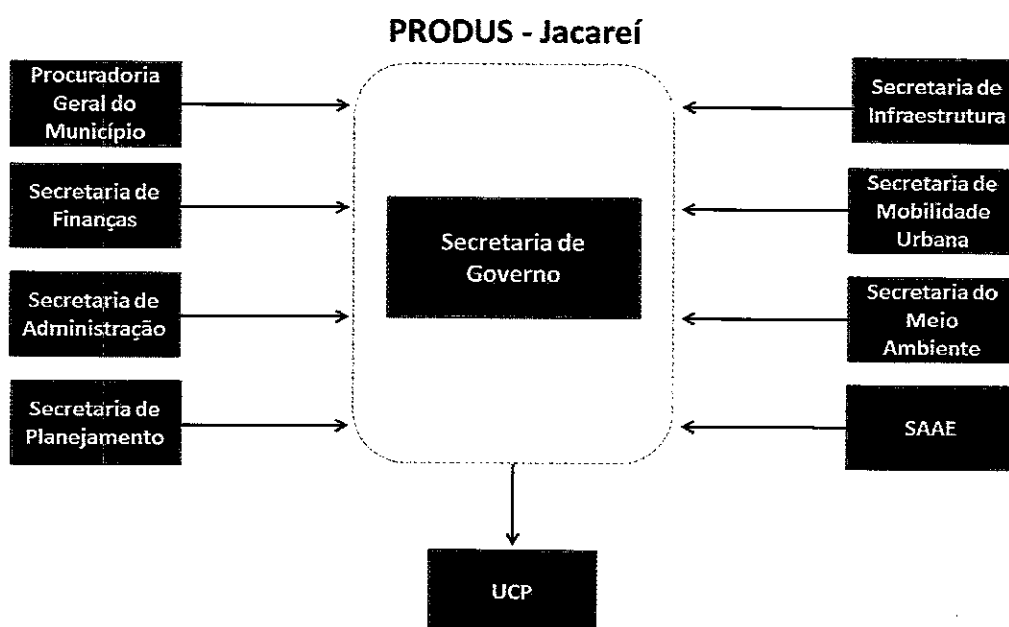 PRODUS - Jacareí
Procuradoria
Geral do
Município
Secretaria de
Finanças
Secretaria de
Administração
Secretaria de
Planejamento
Secretaria de
Governo
Secretaria de
Infraestrutura
Secretaria de
Mobilidade
Urbana
Secretaria do
Meio
Ambiente
SAAE
UCP